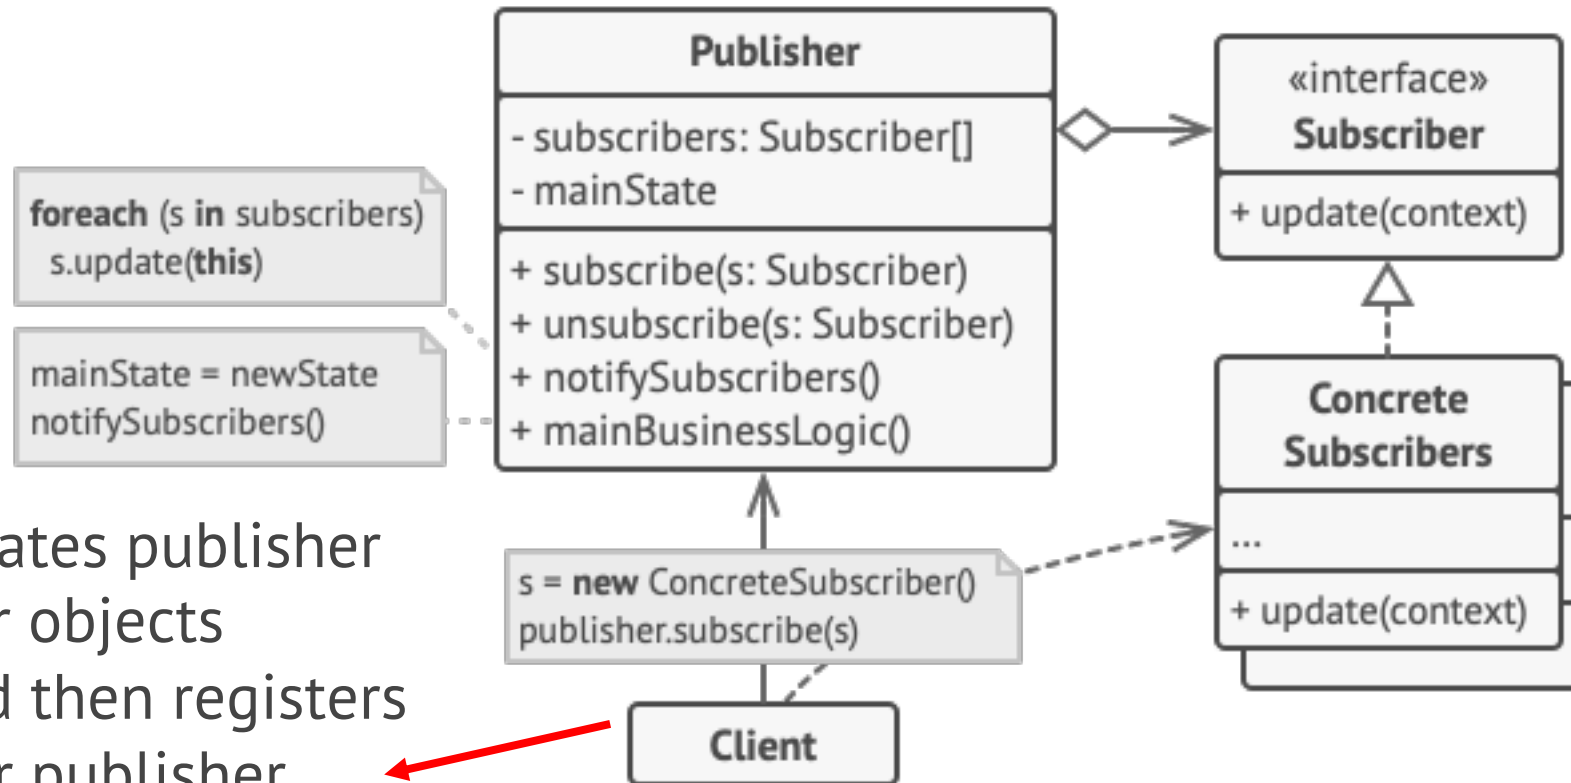 Publisher
- subscribers: Subscriber[]
- mainState
+ subscribe(s: Subscriber)
+ unsubscribe(s: Subscriber)
+ notifySubscribers()
+ mainBusinessLogic()
«interface»
Subscriber
+ update(context)
foreach (s in subscribers)
s.update(this)
mainState = newState
notifySubscribers()
Concrete
Subscribers
...
+ update(context)
s = new ConcreteSubscriber()
publisher.subscribe(s)
Client
publisher
objects
then registers
publisher